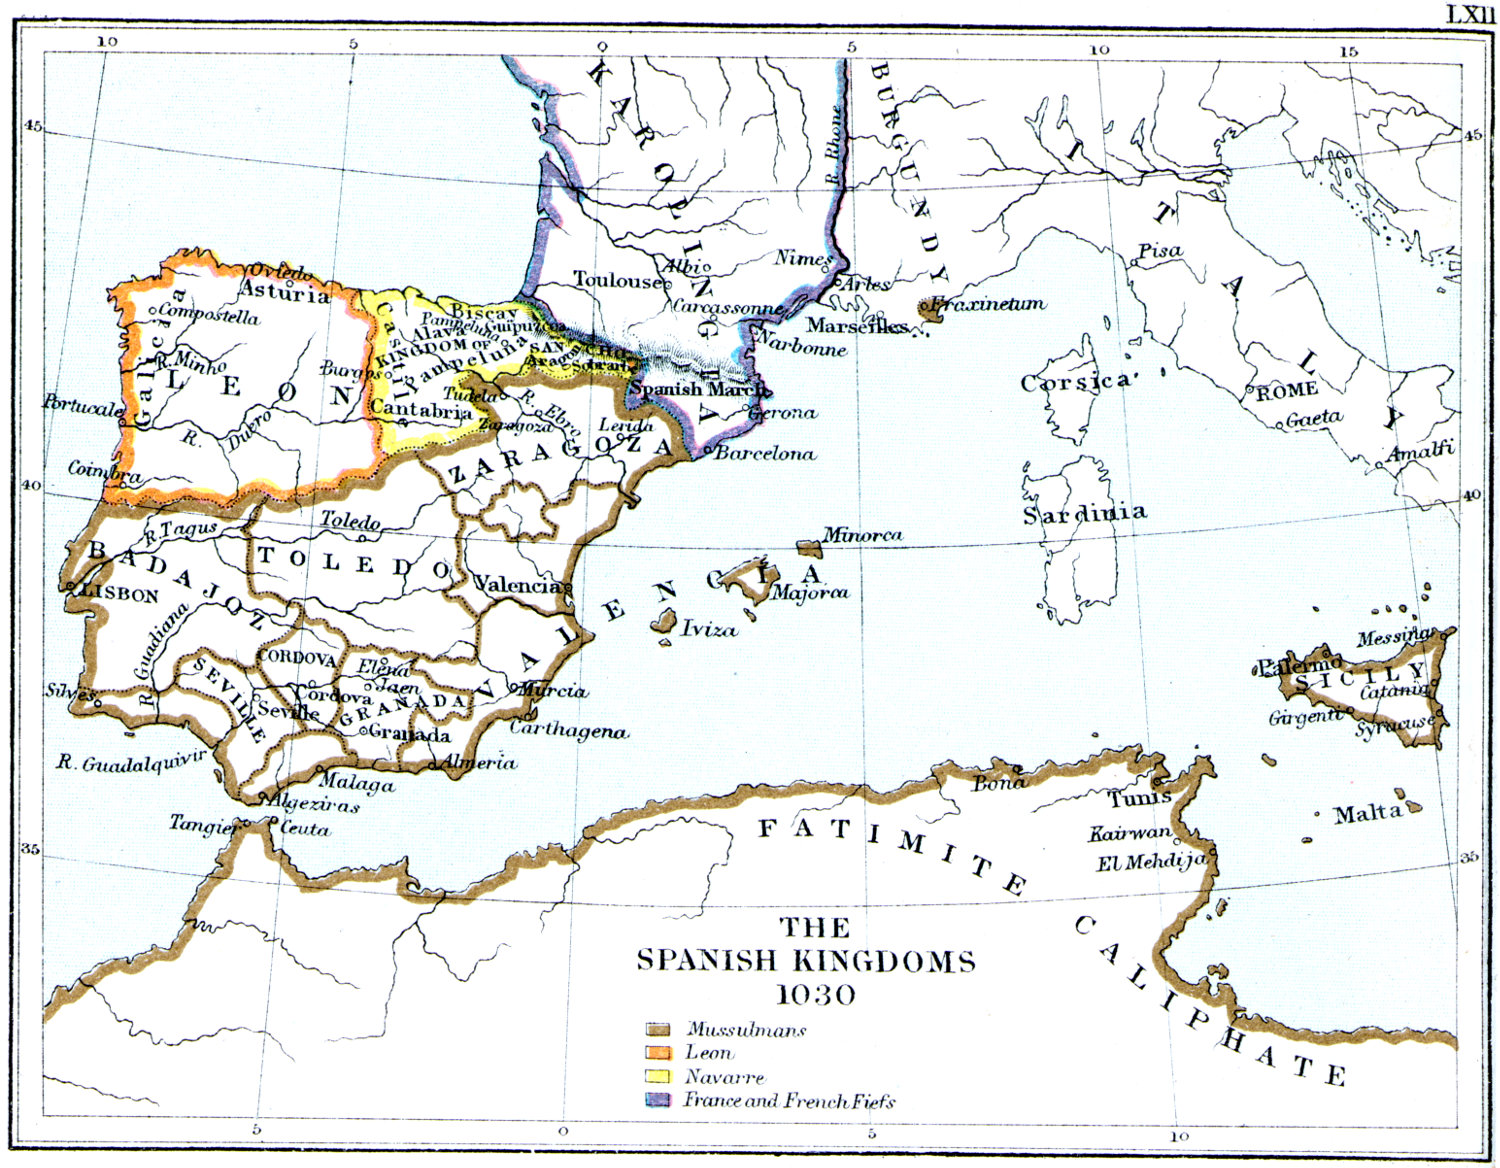 LXII
10
5
0
5
10
15
45
45
KAROLINGIA
BURGUNDY
R. Rhone
ITALY
Pisa
Oviedo
Asturia
Compostella
Galicia
R. Minho
LEON
Burgos
Portucale
R. Duero
Coimbra
Castile
Biscay
Pampeluna
Guipuzcoa
Alava
KINGDOM OF
Pampeluna
SAN
Aragon
Sobrarbe
Cantabria
Tudela
R. Ebro
Zaragoza
Lerida
ZARAGOZA
Spanish March
Gerona
Barcelona
Toulouse
Albi
Carcassonne
Nimes
Arles
Marseilles
Narbonne
Fraxinetum
Corsica
ROME
Gaeta
Amalfi
Sardinia
40
40
R. Tagus
Toledo
BADAJOZ
TOLEDO
LISBON
Valencia
VALENCIA
Minorca
Majorca
Iviza
R. Guadiana
CORDOVA
SEVILLE
Elena
Jaen
Cordova
Seville
GRANADA
Granada
Murcia
Carthagena
Silves
R. Guadalquivir
Almeria
Malaga
Algeziras
Tangier
Ceuta
Messina
Palermo
SICILY
Catania
Girgenti
Syracuse
Bona
Tunis
Kairwan
El Mehdija
Malta
35
35
FATIMITE CALIPHATE
THE
SPANISH KINGDOMS
1030
Mussulmans
Leon
Navarre
France and French Fiefs
5
0
5
10